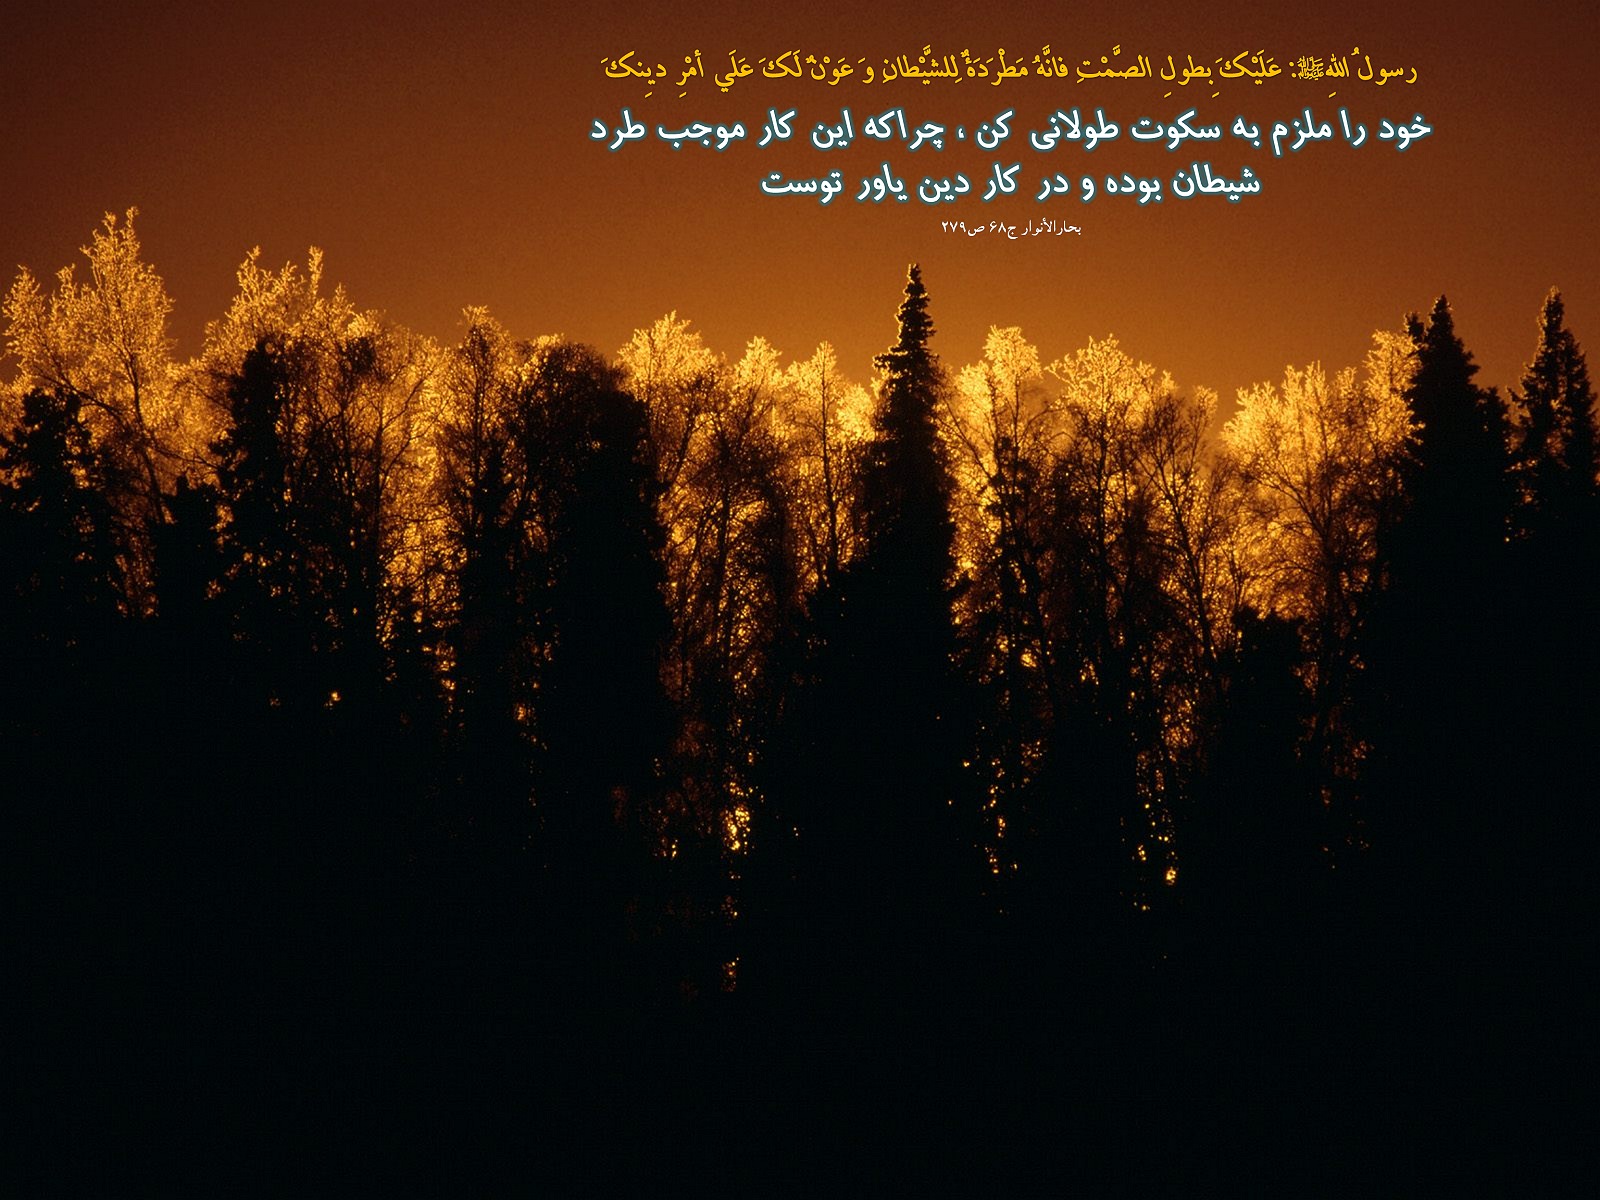 رسولُ اللهِﷺ: عَلَيْكَ بِطولِ الصَّمْتِ فانَّهُ مَطْرَدَةٌ لِلشَّيْطانِ وَ عَوْنٌ لَكَ عَلَي أمْرِ دينِكَ
خود را ملزم به سکوت طولانی کن ، چراکه این کار موجب طرد
شیطان بوده و در کار دین یاور توست
بحارالأنوار ج۶۸ ص۲۷۹